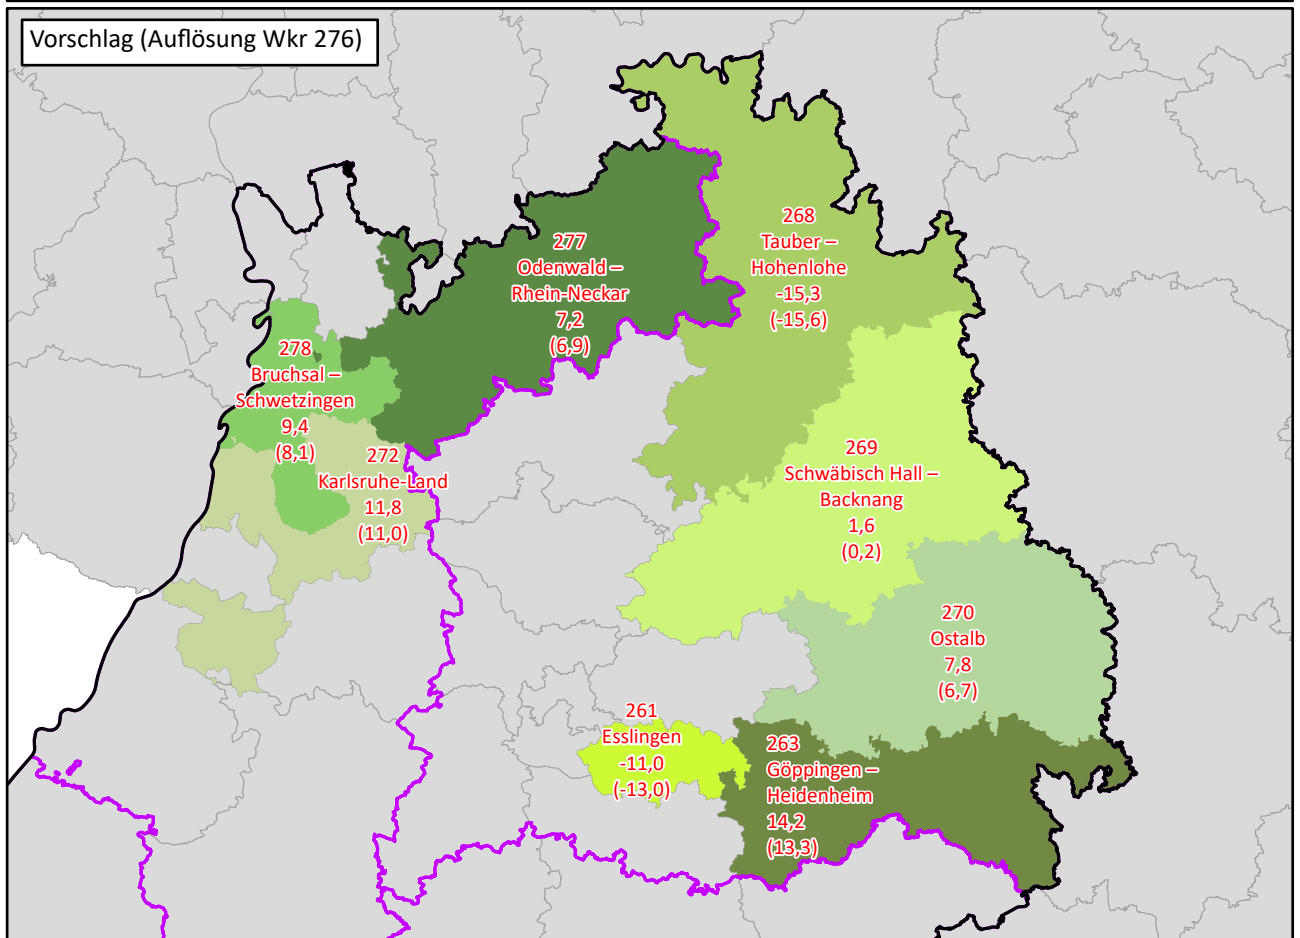 Vorschlag (Auflösung Wkr 276)
268
Tauber –
Hohenlohe
-15,3
(-15,6)
277
Odenwald –
Rhein-Neckar
7,2
(6,9)
278
Bruchsal –
Schwetzingen
9,4
(8,1)
272
Karlsruhe-Land
11,8
(11,0)
269
Schwäbisch Hall –
Backnang
1,6
(0,2)
270
Ostalb
7,8
(6,7)
261
Esslingen
-11,0
(-13,0)
263
Göppingen –
Heidenheim
14,2
(13,3)